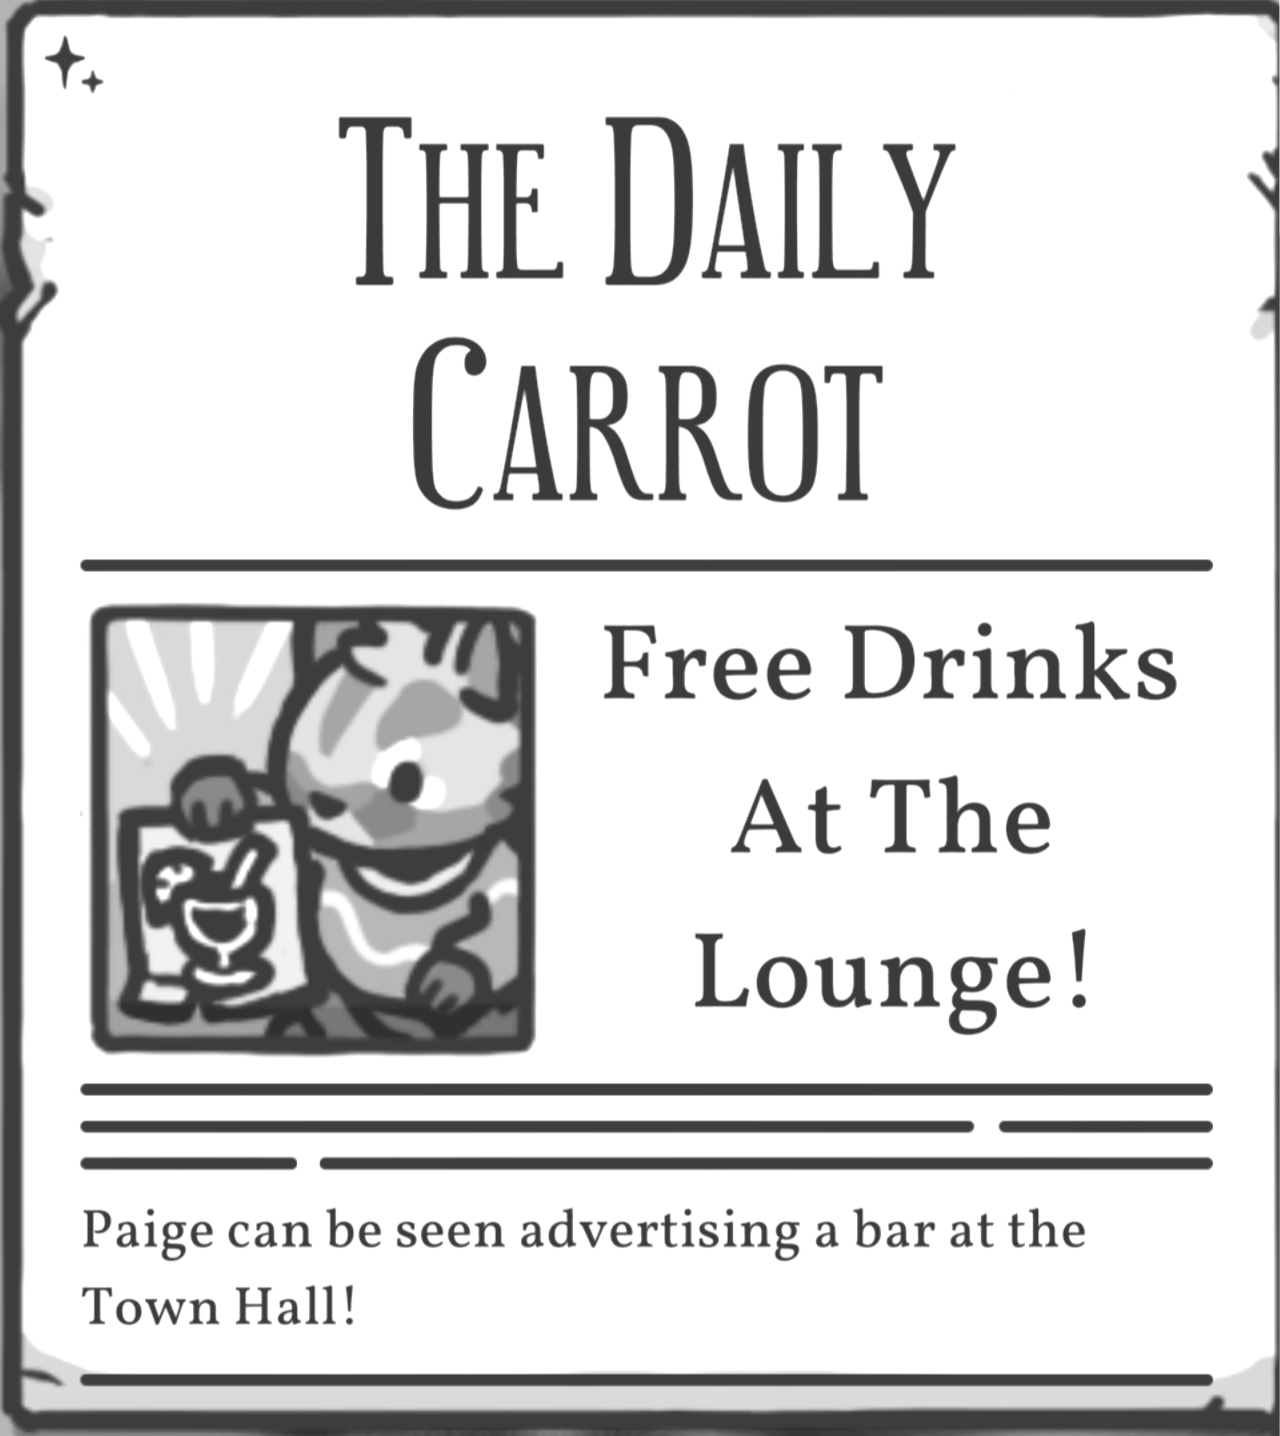 The Daily
Carrot
Free Drinks
At The
Lounge!
Paige can be seen advertising a bar at the
Town Hall!